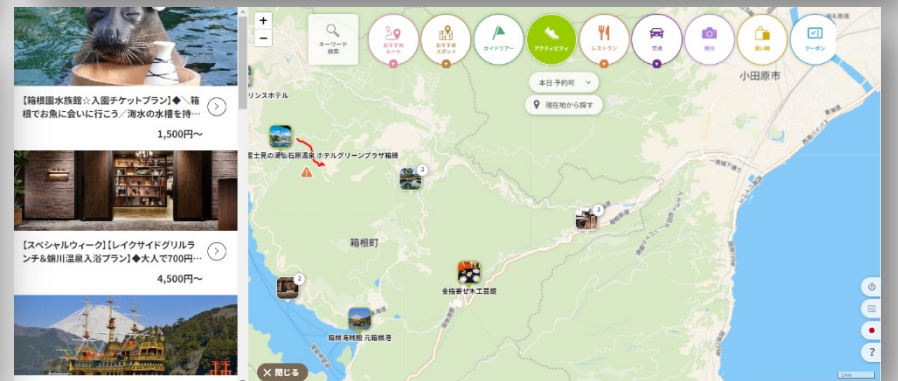 【箱根園水族館☆入園チケットプラン】◆＼箱
根でお魚に会いに行こう／海水の水槽を持…
1,500円～
【スペシャルウィーク】【レイクサイドグリルラ
ンチ&蛸川温泉入浴プラン】◆大人で700円…
4,500円～
+
−
キーワード
検索
おすすめ
ルート
おすすめ
スポット
ガイドツアー
アクティビティ
レストラン
交通
観光
買い物
クーポン
本日 予約可
現在地から探す
小田原市
リンスホテル
富士見の湯仙石原温泉 ホテルグリーンプラザ箱根
2
3
箱根町
金指寄せ木工芸館
2
箱根海賊船 元箱根港
× 閉じる
?